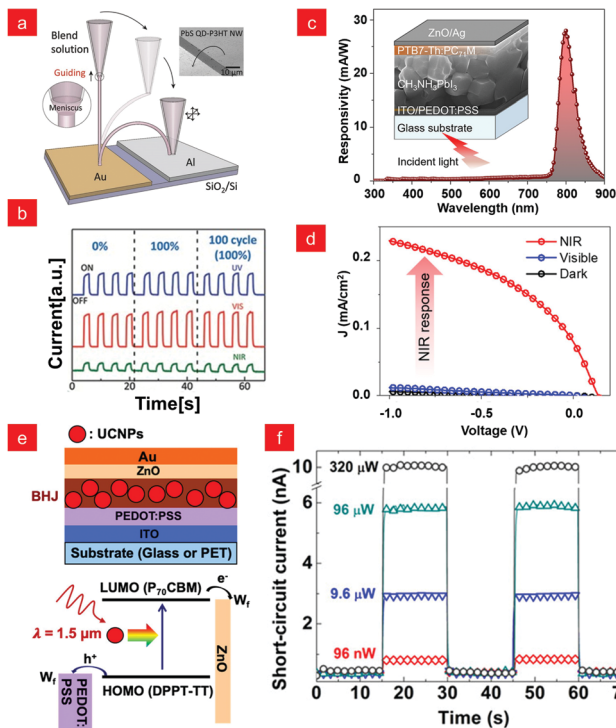 a
Blend
solution
Guiding
Meniscus
PbS QD-P3HT NW
10 μm
Au
Al
SiO2/Si
b
0%
100%
100 cycle
(100%)
ON
OFF
UV
VIS
NIR
Current[a.u.]
0
20
40
60
Time[s]
c
Responsivity (mA/W)
30
25
20
15
10
5
0
ZnO/Ag
PTB7-Th:PC71M
CH3NH3PbI3
ITO/PEDOT:PSS
Glass substrate
Incident light
300
400
500
600
700
800
900
Wavelength (nm)
d
J (mA/cm2)
0.2
0.1
0.0
NIR
Visible
Dark
NIR response
-1.0
-0.5
0.0
Voltage (V)
e
: UCNPs
Au
ZnO
BHJ
PEDOT:PSS
ITO
Substrate (Glass or PET)
LUMO (P70CBM)
e-
Wf
λ = 1.5 μm
ZnO
h+
Wf
HOMO (DPPT-TT)
PEDOT:
PSS
f
Short-circuit current (nA)
10
6
4
3
1
320 μW
96 μW
9.6 μW
96 nW
0
10
20
30
40
50
60
Time (s)